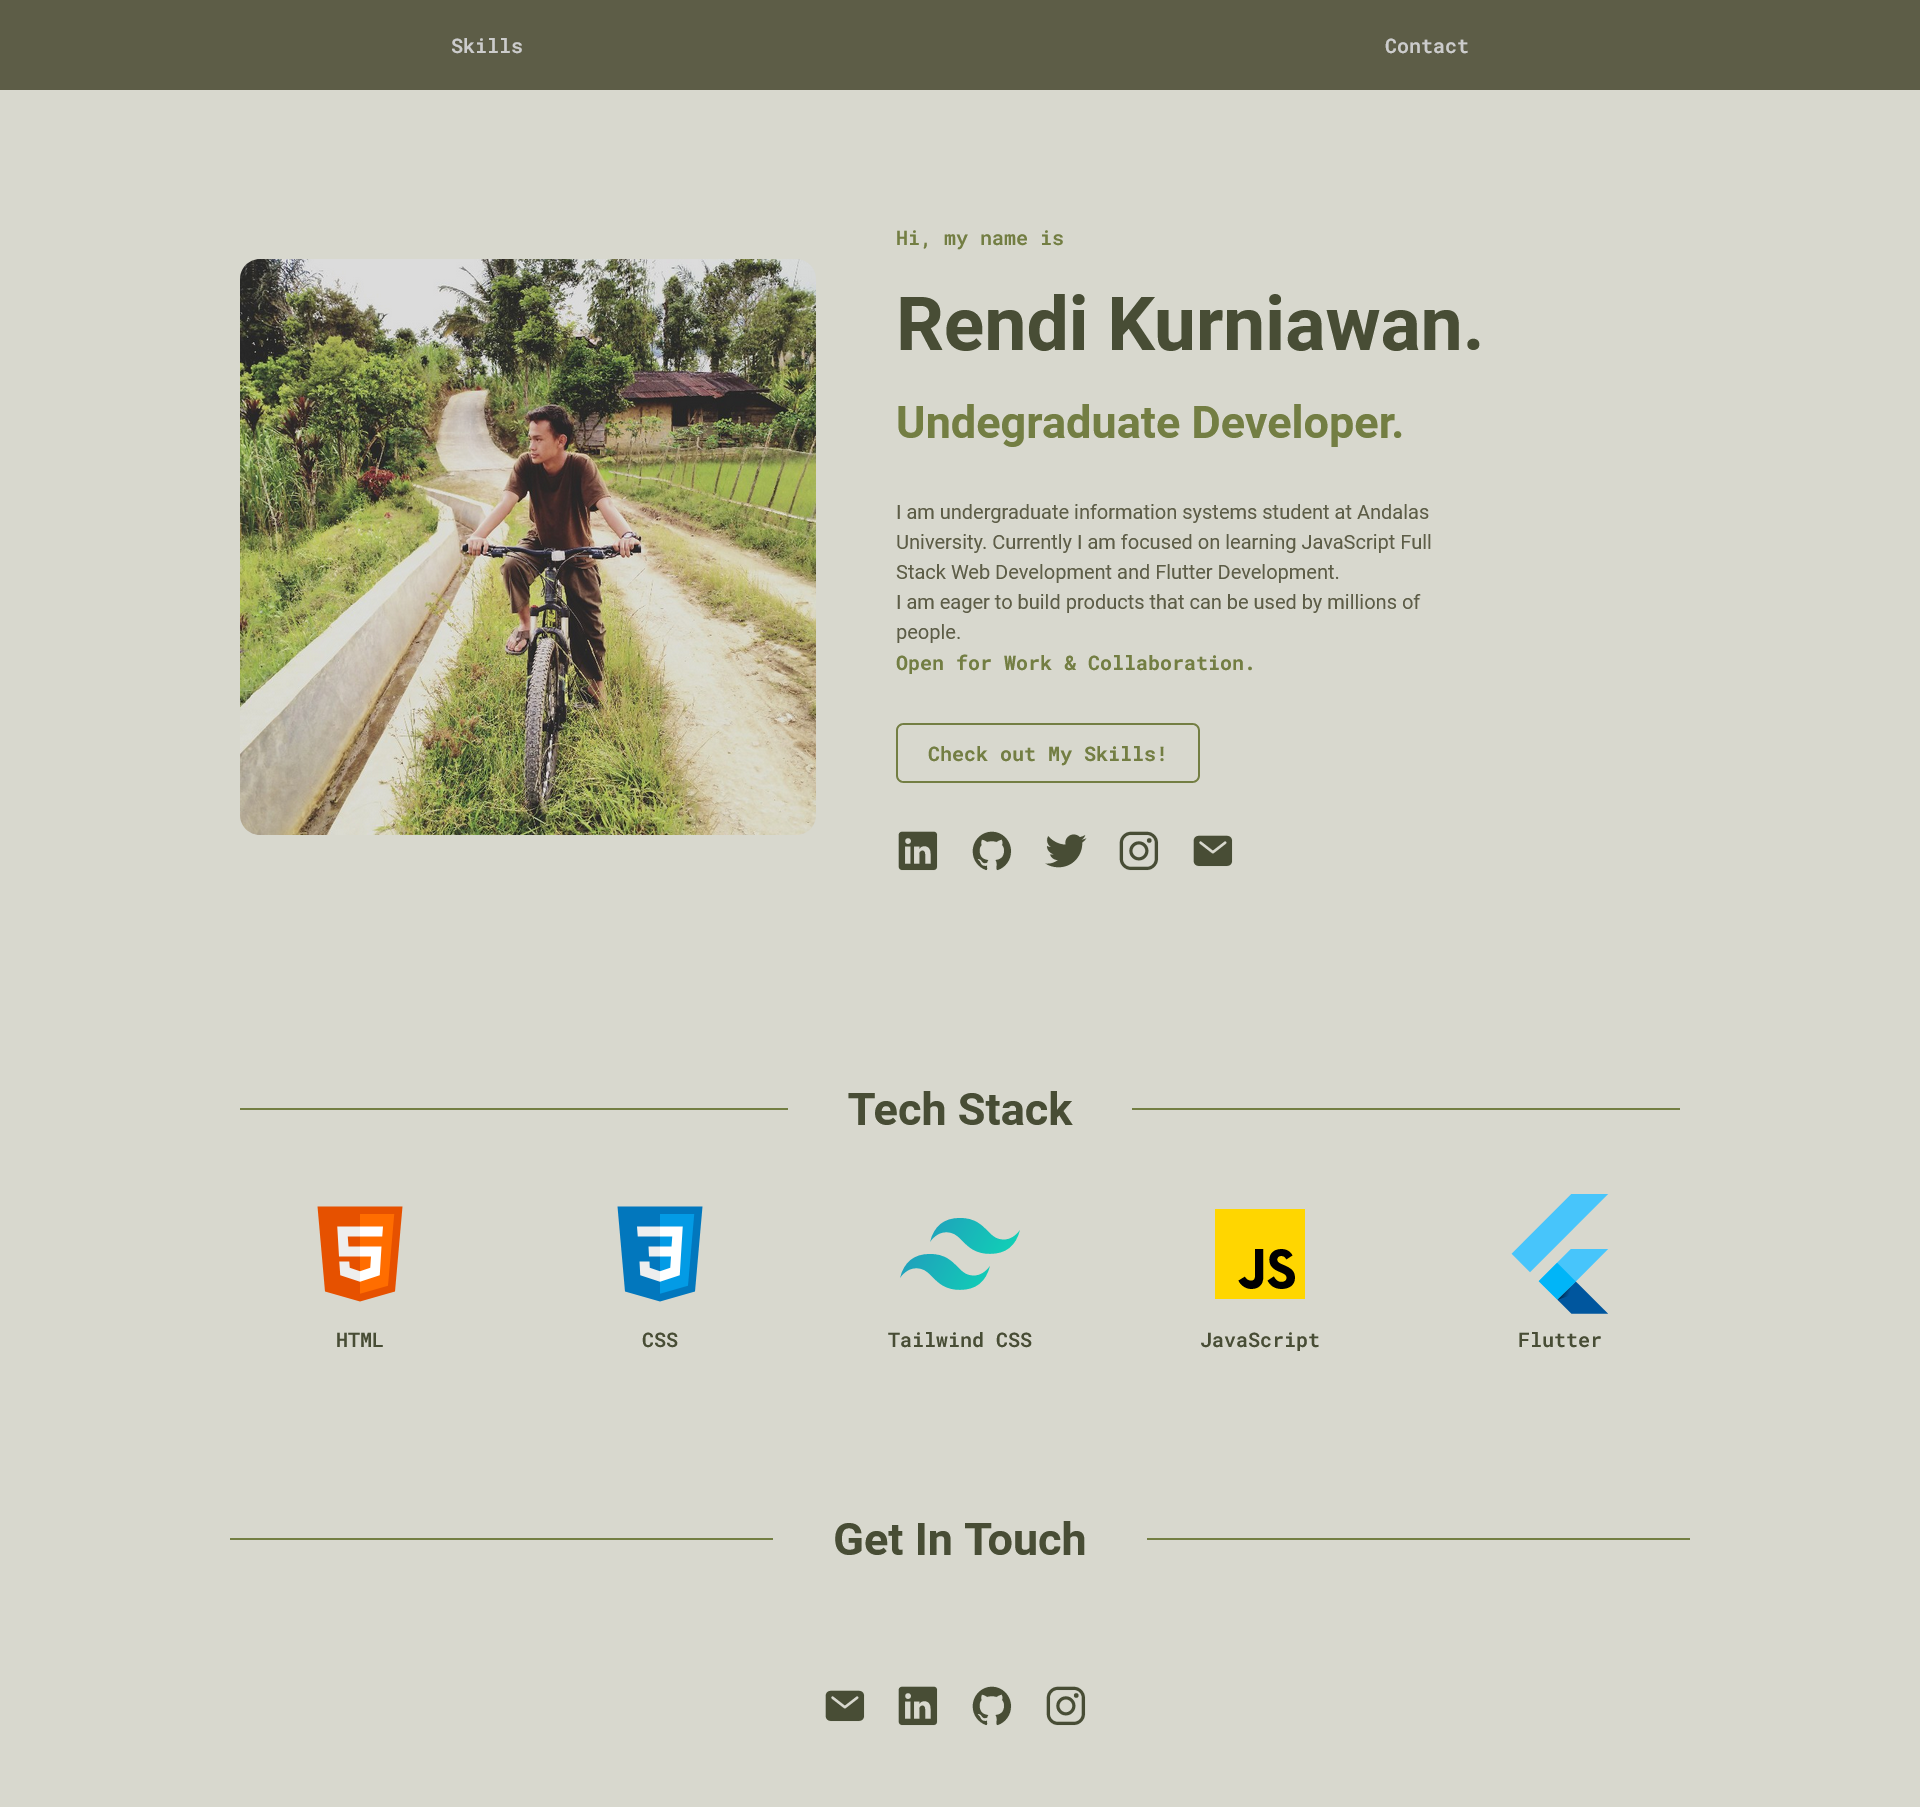 Skills
Contact
Hi, my name is
Rendi Kurniawan.
Undegraduate Developer.
I am undergraduate information systems student at Andalas
University. Currently I am focused on learning JavaScript Full
Stack Web Development and Flutter Development.
I am eager to build products that can be used by millions of
people.
Open for Work & Collaboration.
Check out My Skills!
in
Tech Stack
5
3
JS
HTML
CSS
Tailwind CSS
JavaScript
Flutter
Get In Touch
in